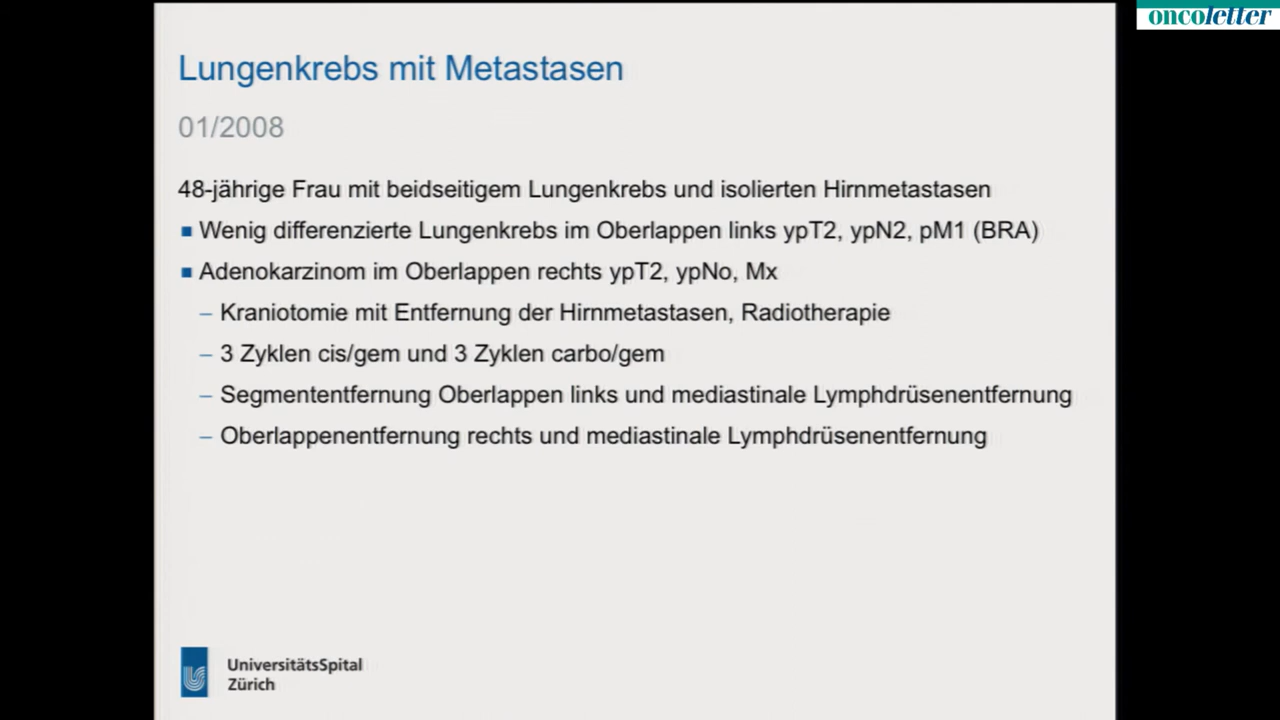 oncoletter
Lungenkrebs mit Metastasen
01/2008
48-jährige Frau mit beidseitigem Lungenkrebs und isolierten Hirnmetastasen
Wenig differenzierte Lungenkrebs im Oberlappen links ypT2, ypN2, pM1 (BRA)
Adenokarzinom im Oberlappen rechts ypT2, ypNo, Mx
– Kraniotomie mit Entfernung der Hirnmetastasen, Radiotherapie
– 3 Zyklen cis/gem und 3 Zyklen carbo/gem
– Segmententfernung Oberlappen links und mediastinale Lymphdrüsenentfernung
– Oberlappenentfernung rechts und mediastinale Lymphdrüsenentfernung
UniversitätsSpital
Zürich